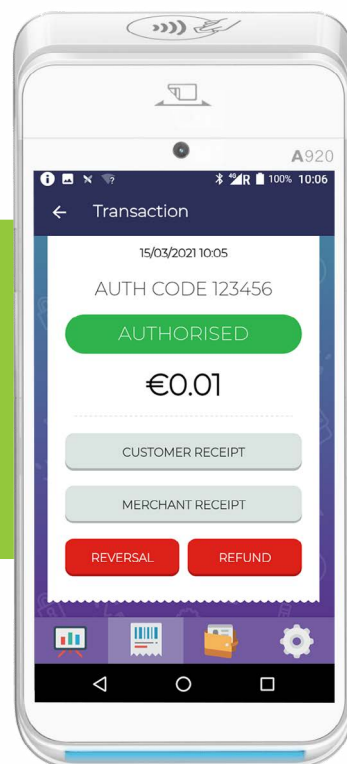 A920
4G R 100% 10:06
Transaction
15/03/2021 10:05
AUTH CODE 123456
AUTHORISED
€0.01
CUSTOMER RECEIPT
MERCHANT RECEIPT
REVERSAL REFUND